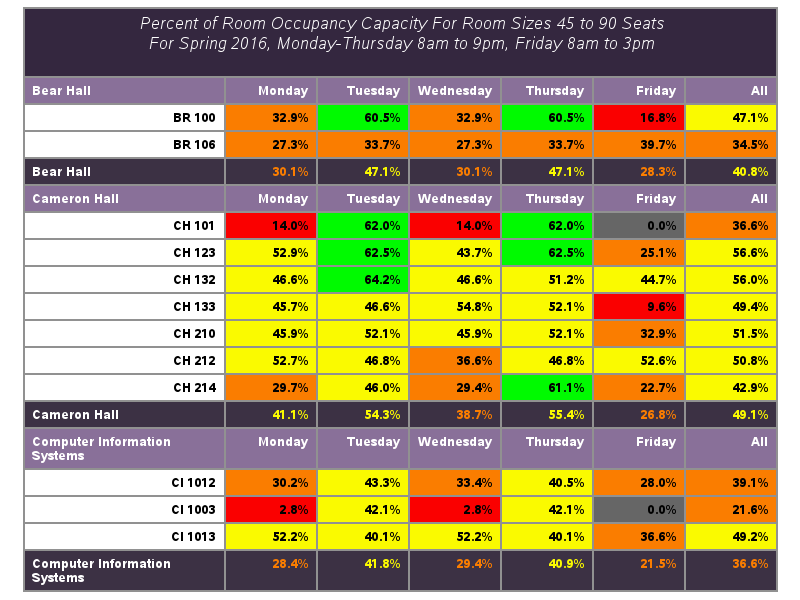 Percent of Room Occupancy Capacity For Room Sizes 45 to 90 Seats
For Spring 2016, Monday-Thursday 8am to 9pm, Friday 8am to 3pm
Bear Hall Monday Tuesday Wednesday Thursday Friday All
BR 100 32.9% 60.5% 32.9% 60.5% 16.8% 47.1%
BR 106 27.3% 33.7% 27.3% 33.7% 39.7% 34.5%
Bear Hall 30.1% 47.1% 30.1% 47.1% 28.3% 40.8%
Cameron Hall Monday Tuesday Wednesday Thursday Friday All
CH 101 14.0% 62.0% 14.0% 62.0% 0.0% 36.6%
CH 123 52.9% 62.5% 43.7% 62.5% 25.1% 56.6%
CH 132 46.6% 64.2% 46.6% 51.2% 44.7% 56.0%
CH 133 45.7% 46.6% 54.8% 52.1% 9.6% 49.4%
CH 210 45.9% 52.1% 45.9% 52.1% 32.9% 51.5%
CH 212 52.7% 46.8% 36.6% 46.8% 52.6% 50.8%
CH 214 29.7% 46.0% 29.4% 61.1% 22.7% 42.9%
Cameron Hall 41.1% 54.3% 38.7% 55.4% 26.8% 49.1%
Computer Information Monday Tuesday Wednesday Thursday Friday All
Systems
CI 1012 30.2% 43.3% 33.4% 40.5% 28.0% 39.1%
CI 1003 2.8% 42.1% 2.8% 42.1% 0.0% 21.6%
CI 1013 52.2% 40.1% 52.2% 40.1% 36.6% 49.2%
Computer Information 28.4% 41.8% 29.4% 40.9% 21.5% 36.6%
Systems